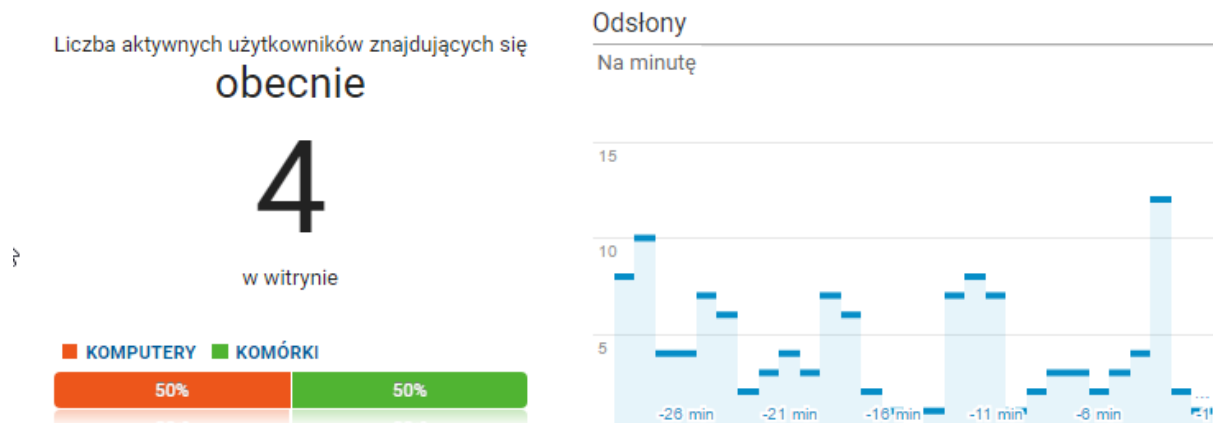 Liczba aktywnych użytkowników znajdujących się
obecnie
4
w witrynie
KOMPUTERY KOMÓRKI
50% 50%
Odsłony
Na minutę
15
10
5
-26 min -21 min -16 min -11 min -6 min -1
...